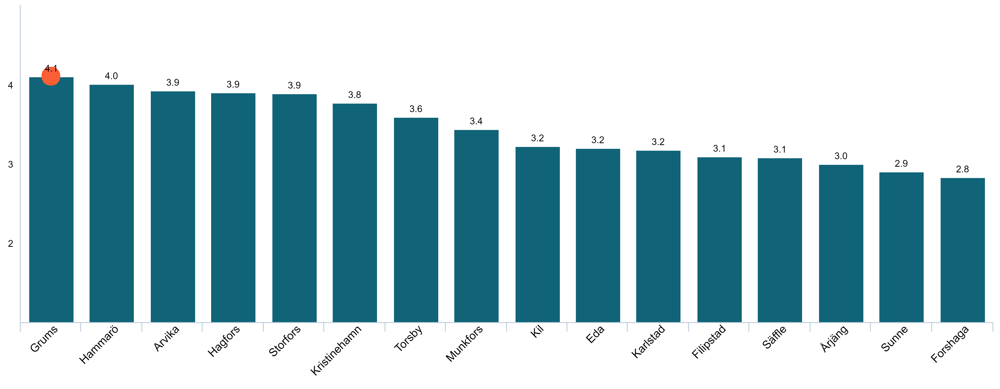 4.1
4.0
3.9
3.9
3.9
3.8
3.6
3.4
3.2
3.2
3.2
3.1
3.1
3.0
2.9
2.8
4
3
2
Grums
Hammarö
Arvika
Hagfors
Storfors
Kristinehamn
Torsby
Munkfors
Kil
Eda
Karlstad
Filipstad
Säffle
Årjäng
Sunne
Forshaga